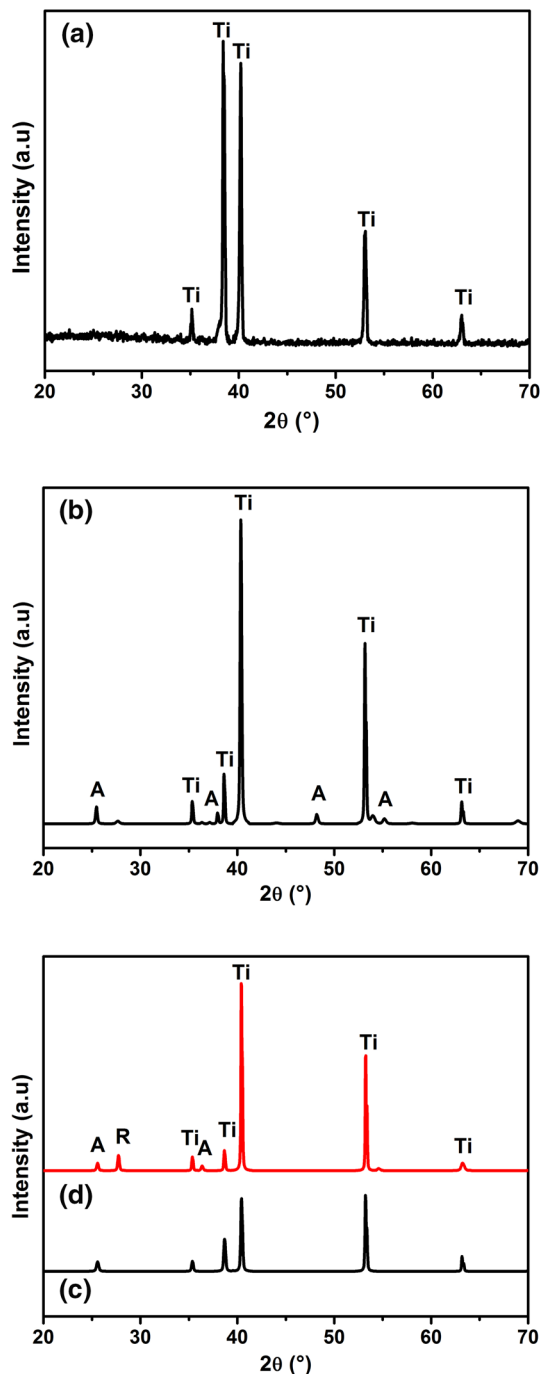 (a)
Ti
Ti
Ti
Ti
Ti
Intensity (a.u)
20 30 40 50 60 70
2θ (°)
(b)
Ti
Ti
A
Ti
A
Ti
A
A
Ti
Intensity (a.u)
20 30 40 50 60 70
2θ (°)
Ti
Ti
A
R
Ti
A
Ti
Ti
(d)
(c)
Intensity (a.u)
20 30 40 50 60 70
2θ (°)